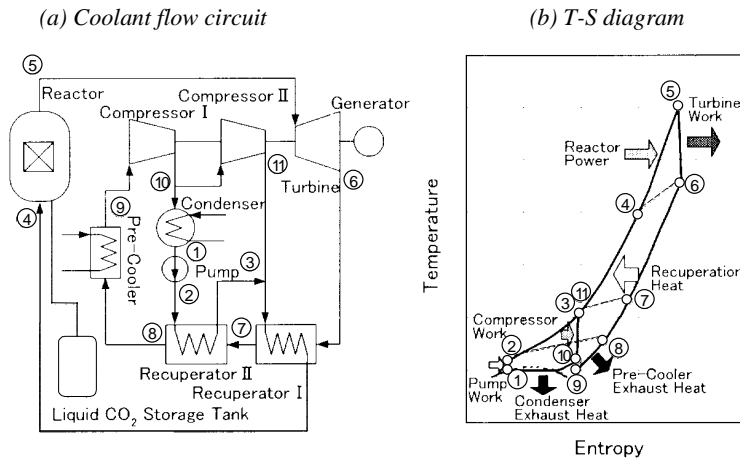 (a) Coolant flow circuit
⑤
Reactor
Compressor Ⅰ
Compressor Ⅱ
Generator
⑪
Turbine
⑥
⑩
④
⑨
Pre-Cooler
Condenser
①
Pump
③
②
⑧
⑦
Recuperator Ⅱ
Recuperator Ⅰ
Liquid CO2 Storage Tank
(b) T-S diagram
Temperature
⑤
Turbine
Work
Reactor
Power
⑥
④
Recuperation
Heat
⑪
③
⑦
Compressor
Work
②
⑩
⑧
①
⑨
Pump
Work
Pre-Cooler
Exhaust Heat
Condenser
Exhaust Heat
Entropy